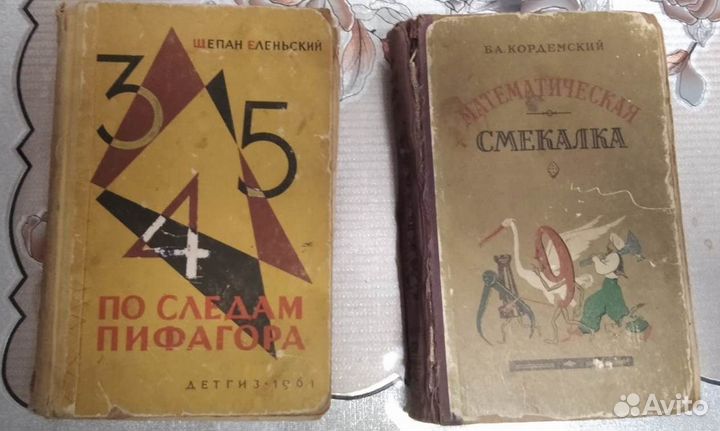 ЩЕПАН ЕЛЕНЬСКИЙ
3
5
4
ПО СЛЕДАМ
ПИФАГОРА
ДЕТГИЗ • 1961
Б.А. КОРДЕМСКИЙ
МАТЕМАТИЧЕСКАЯ
СМЕКАЛКА
Avito